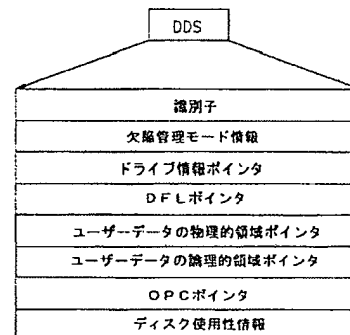 DDS
識別子
欠陥管理モード情報
ドライブ情報ポインタ
DFLポインタ
ユーザーデータの物理的領域ポインタ
ユーザーデータの論理的領域ポインタ
OPCポインタ
ディスク使用性情報